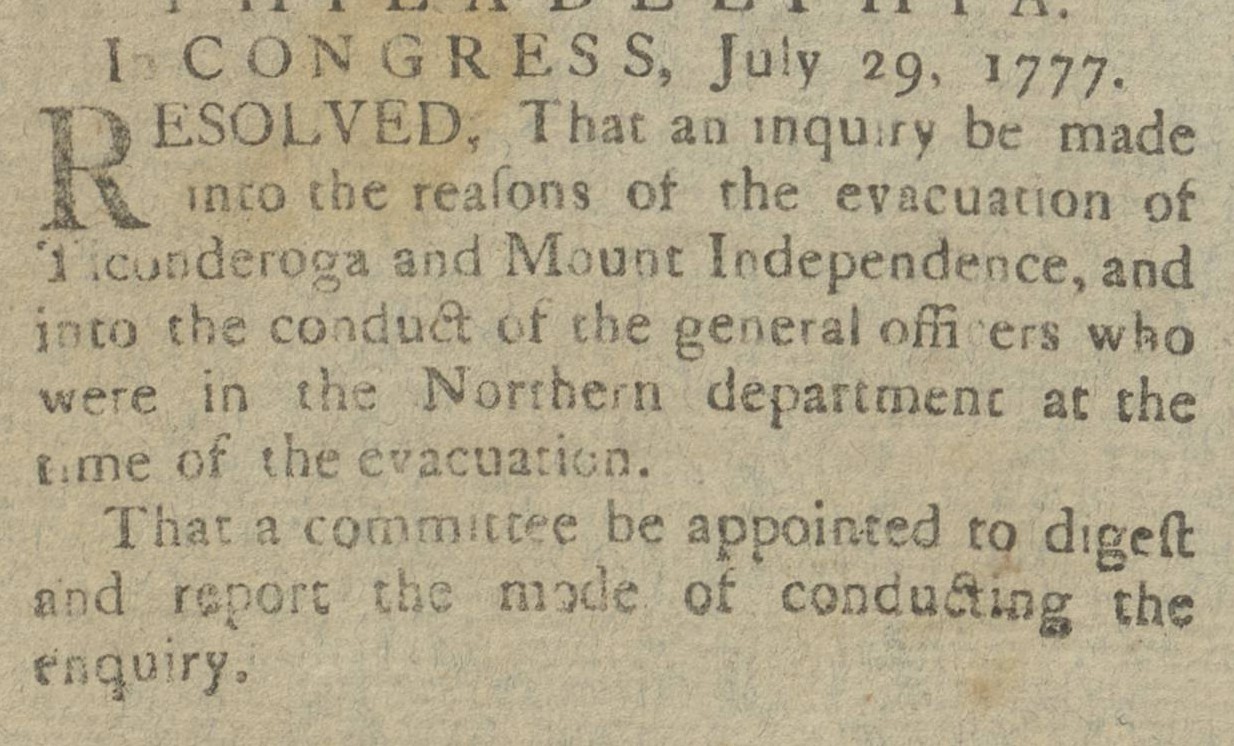 PHILADELPHIA.
In CONGRESS, July 29, 1777.
RESOLVED, That an inquiry be made
into the reaſons of the evacuation of
Ticonderoga and Mount Independence, and
into the conduct of the general officers who
were in the Northern department at the
time of the evacuation.
That a committee be appointed to digeſt
and report the mode of conducting the
enquiry.